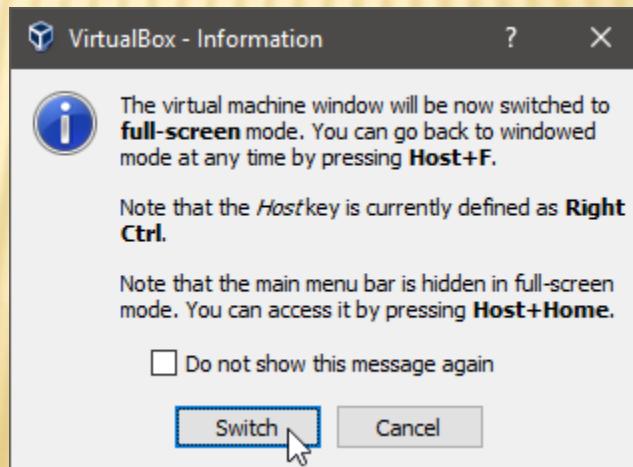 VirtualBox - Information ? ×
The virtual machine window will be now switched to
full-screen mode. You can go back to windowed
mode at any time by pressing Host+F.
Note that the Host key is currently defined as Right
Ctrl.
Note that the main menu bar is hidden in full-screen
mode. You can access it by pressing Host+Home.
Do not show this message again
Switch Cancel